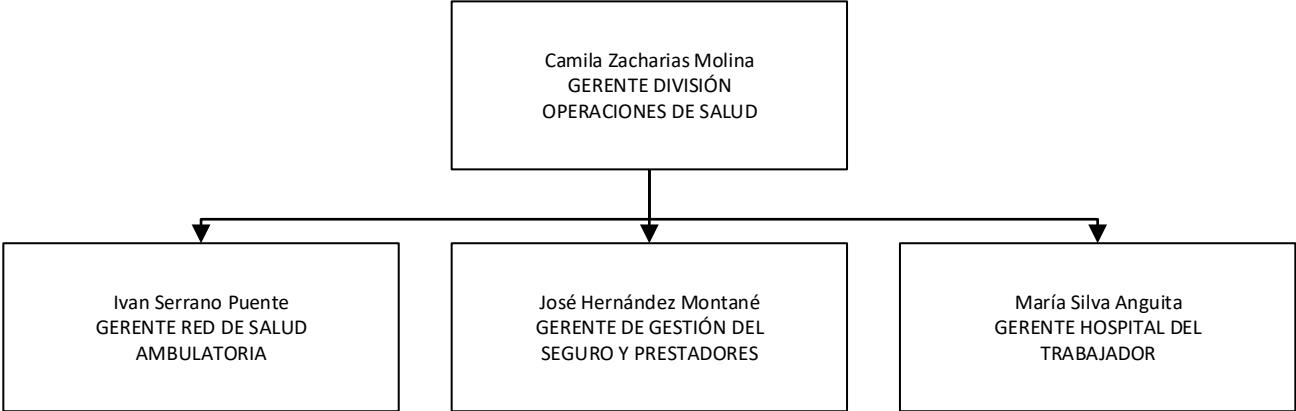 Camila Zacharias Molina
GERENTE DIVISIÓN
OPERACIONES DE SALUD
Ivan Serrano Puente
GERENTE RED DE SALUD
AMBULATORIA
José Hernández Montané
GERENTE DE GESTIÓN DEL
SEGURO Y PRESTADORES
María Silva Anguita
GERENTE HOSPITAL DEL
TRABAJADOR